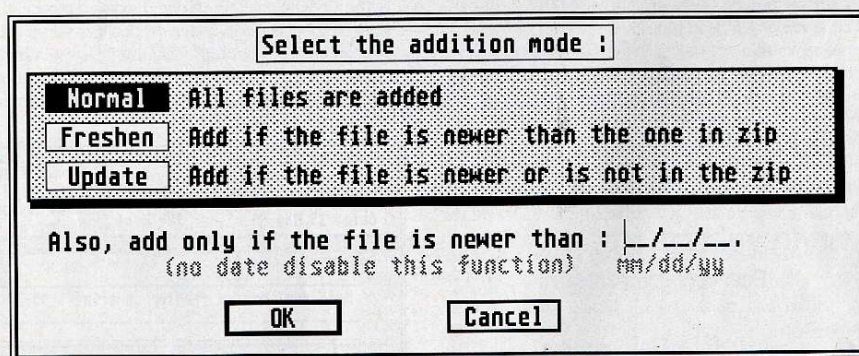 Select the addition mode :
Normal All files are added
Freshen Add if the file is newer than the one in zip
Update Add if the file is newer or is not in the zip
Also, add only if the file is newer than : __/__/__.
(no date disable this function) mm/dd/yy
OK Cancel